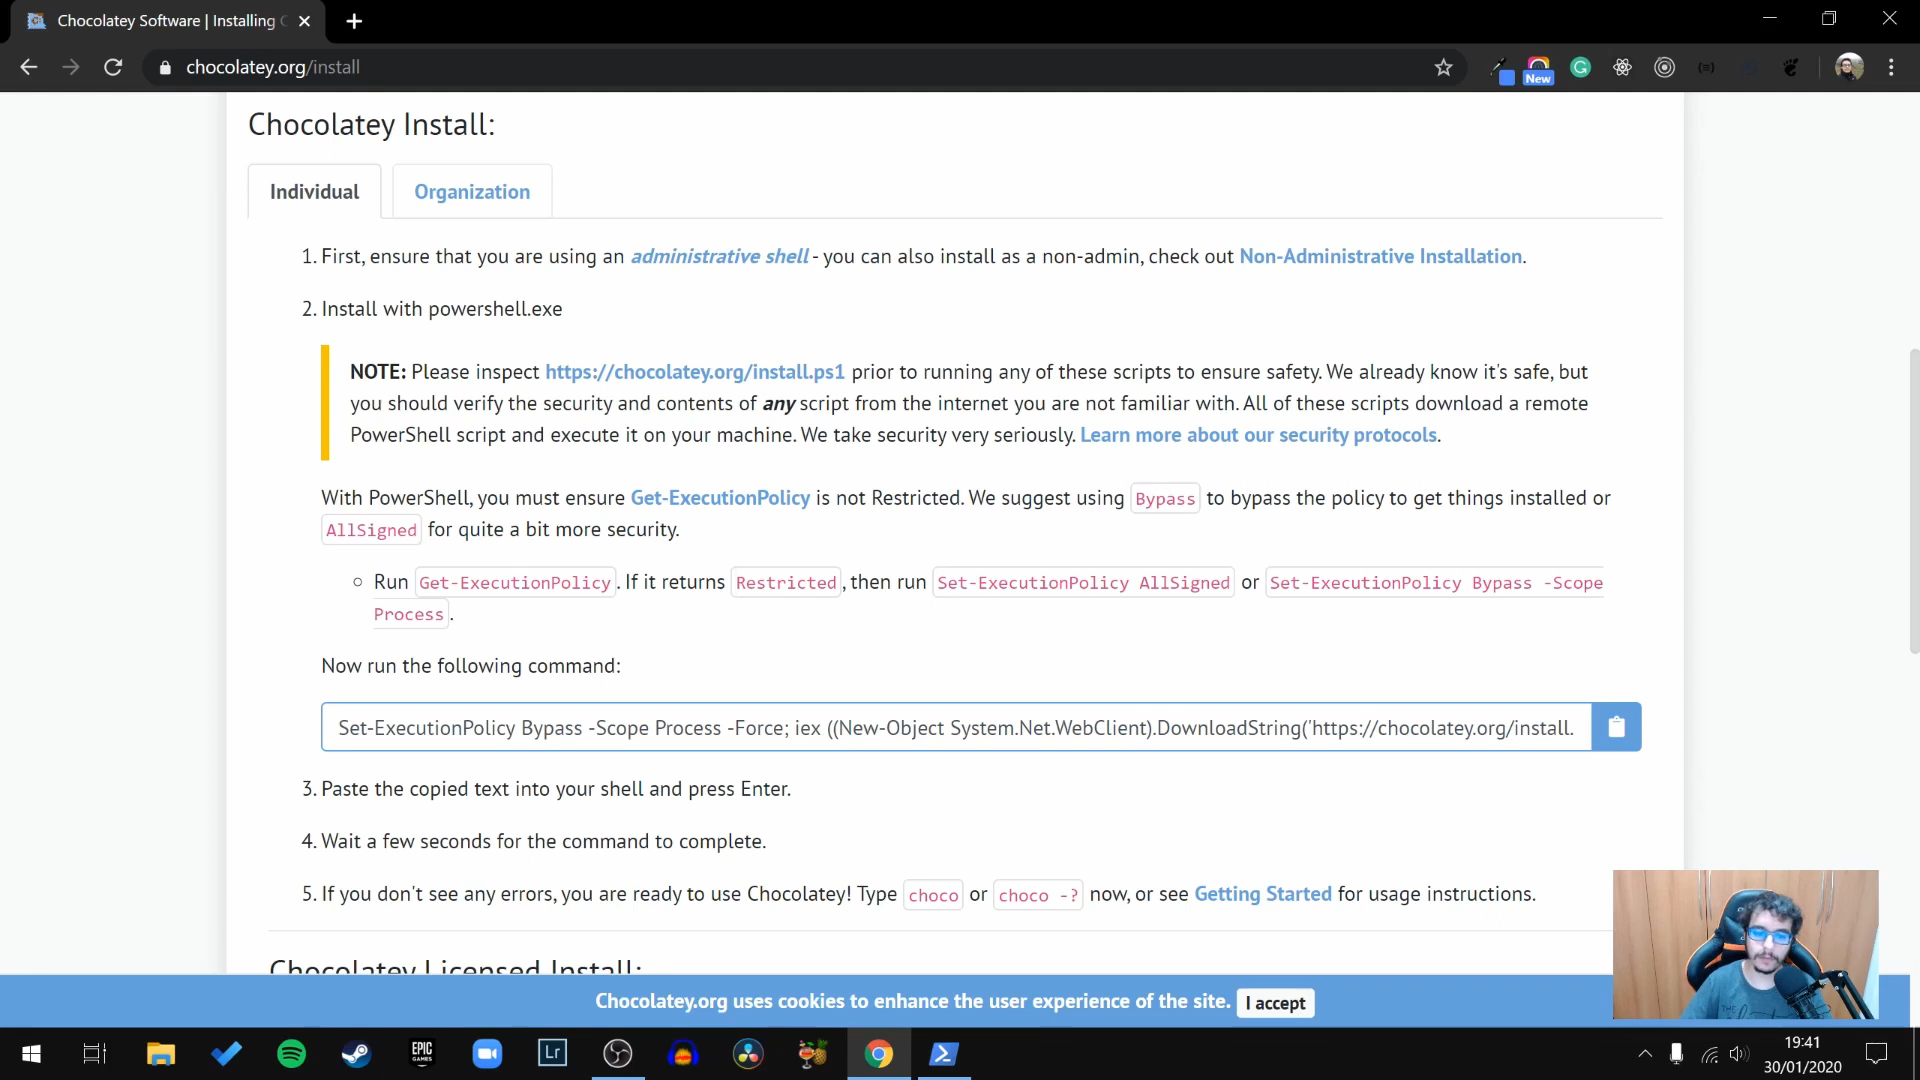 Chocolatey Software | Installing C
chocolatey.org/install
New
Chocolatey Install:
Individual
Organization
1. First, ensure that you are using an administrative shell - you can also install as a non-admin, check out Non-Administrative Installation.
2. Install with powershell.exe
NOTE: Please inspect https://chocolatey.org/install.ps1 prior to running any of these scripts to ensure safety. We already know it's safe, but
you should verify the security and contents of any script from the internet you are not familiar with. All of these scripts download a remote
PowerShell script and execute it on your machine. We take security very seriously. Learn more about our security protocols.
With PowerShell, you must ensure Get-ExecutionPolicy is not Restricted. We suggest using Bypass to bypass the policy to get things installed or
AllSigned for quite a bit more security.
Run Get-ExecutionPolicy. If it returns Restricted, then run Set-ExecutionPolicy AllSigned or Set-ExecutionPolicy Bypass -Scope
Process.
Now run the following command:
Set-ExecutionPolicy Bypass -Scope Process -Force; iex ((New-Object System.Net.WebClient).DownloadString('https://chocolatey.org/install.
3. Paste the copied text into your shell and press Enter.
4. Wait a few seconds for the command to complete.
5. If you don't see any errors, you are ready to use Chocolatey! Type choco or choco -? now, or see Getting Started for usage instructions.
Chocolatey Licensed Install:
Chocolatey.org uses cookies to enhance the user experience of the site.
I accept
EPIC
GAMES
Lr
19:41
30/01/2020